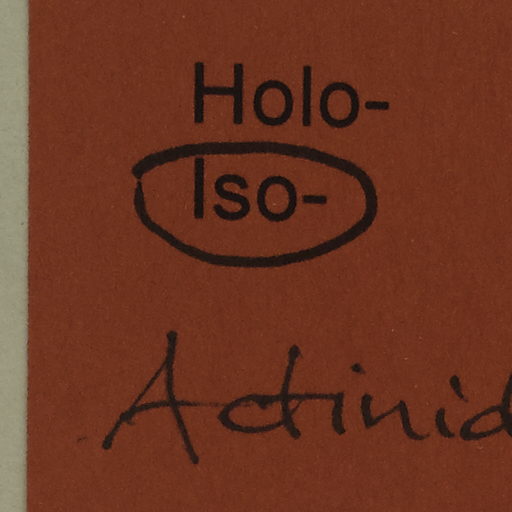 Holo-
Iso-
Actinid